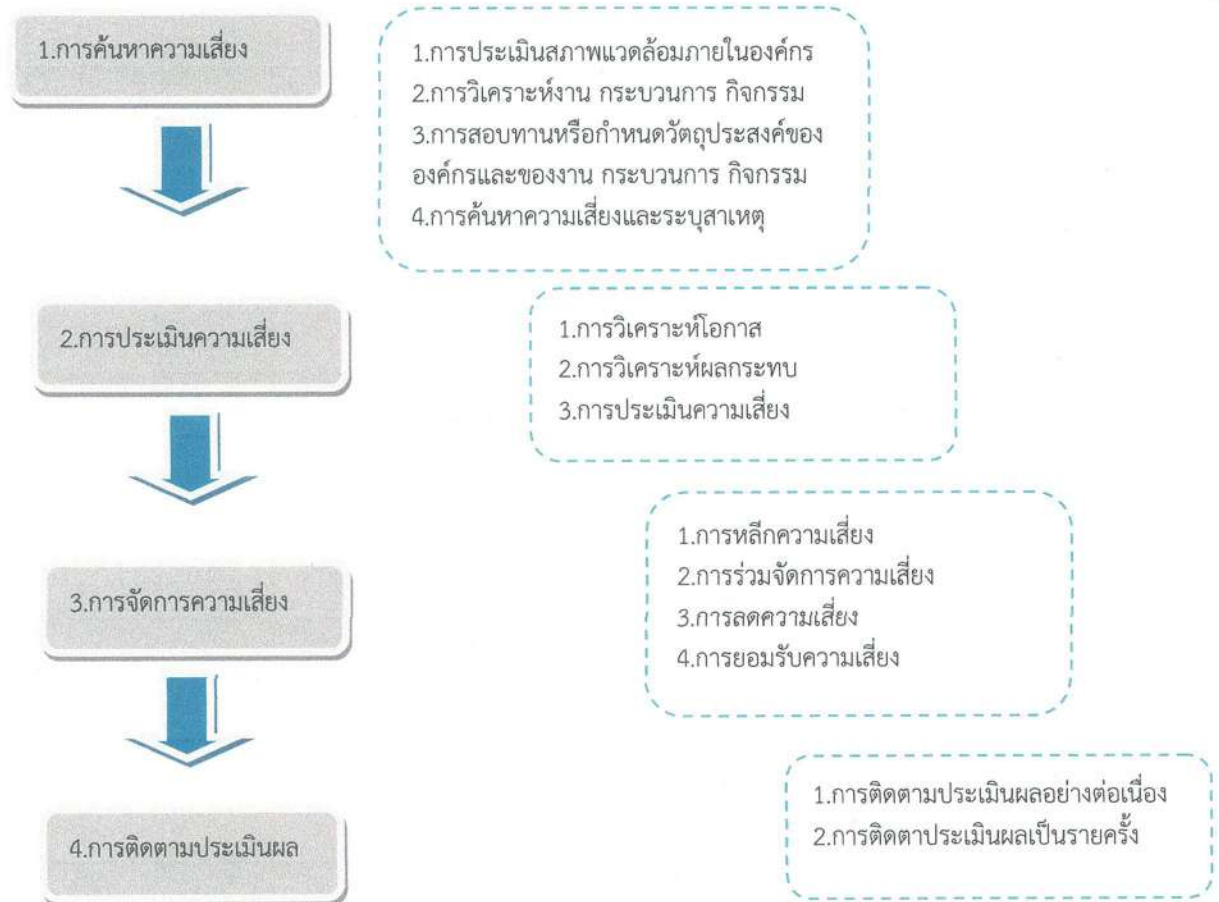 1.การค้นหาความเสี่ยง
1.การประเมินสภาพแวดล้อมภายในองค์กร
2.การวิเคราะห์งาน กระบวนการ กิจกรรม
3.การสอบทานหรือกำหนดวัตถุประสงค์ของ
องค์กรและของงาน กระบวนการ กิจกรรม
4.การค้นหาความเสี่ยงและระบุสาเหตุ
2.การประเมินความเสี่ยง
1.การวิเคราะห์โอกาส
2.การวิเคราะห์ผลกระทบ
3.การประเมินความเสี่ยง
3.การจัดการความเสี่ยง
1.การหลีกความเสี่ยง
2.การร่วมจัดการความเสี่ยง
3.การลดความเสี่ยง
4.การยอมรับความเสี่ยง
4.การติดตามประเมินผล
1.การติดตามประเมินผลอย่างต่อเนื่อง
2.การติดตาประเมินผลเป็นรายครั้ง